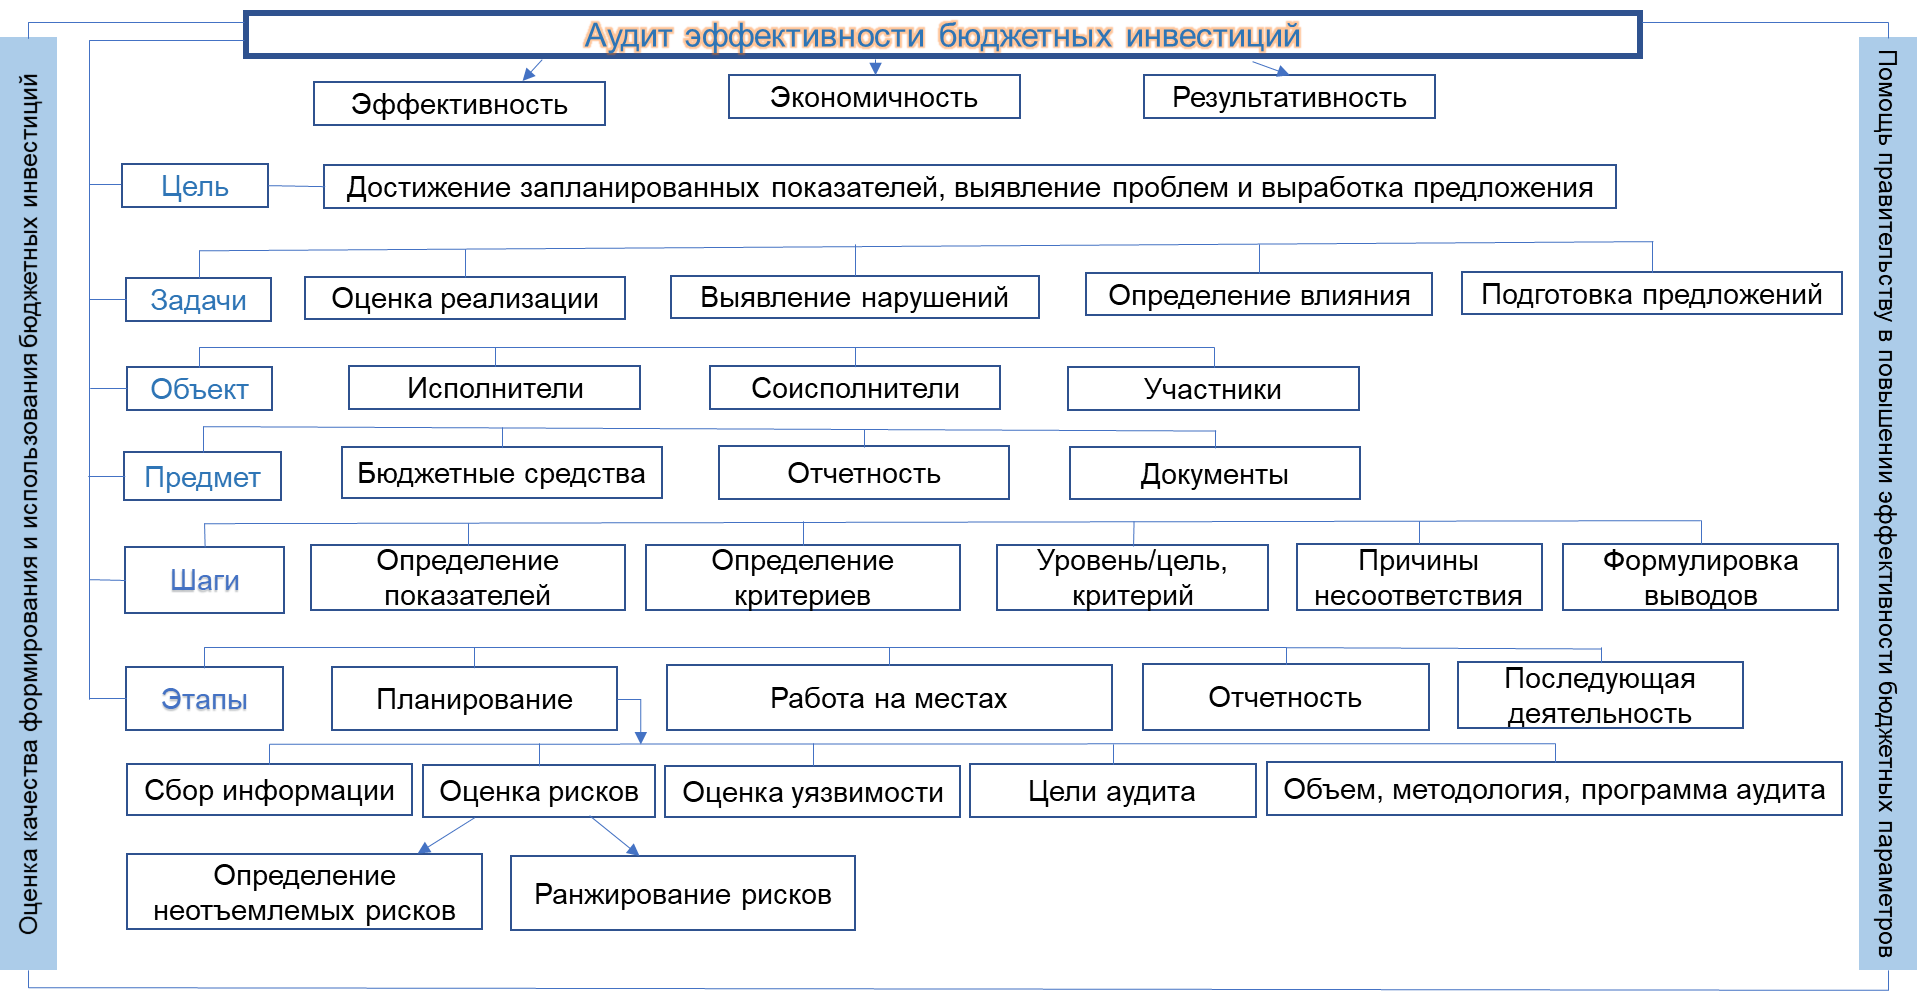 Аудит эффективности бюджетных инвестиций
Эффективность
Экономичность
Результативность
Оценка качества формирования и использования бюджетных инвестиций
Помощь правительству в повышении эффективности бюджетных параметров
Цель
Достижение запланированных показателей, выявление проблем и выработка предложения
Задачи
Оценка реализации
Выявление нарушений
Определение влияния
Подготовка предложений
Объект
Исполнители
Соисполнители
Участники
Предмет
Бюджетные средства
Отчетность
Документы
Шаги
Определение
показателей
Определение
критериев
Уровень/цель,
критерий
Причины
несоответствия
Формулировка
выводов
Этапы
Планирование
Работа на местах
Отчетность
Последующая
деятельность
Сбор информации
Оценка рисков
Оценка уязвимости
Цели аудита
Объем, методология, программа аудита
Определение
неотъемлемых рисков
Ранжирование рисков